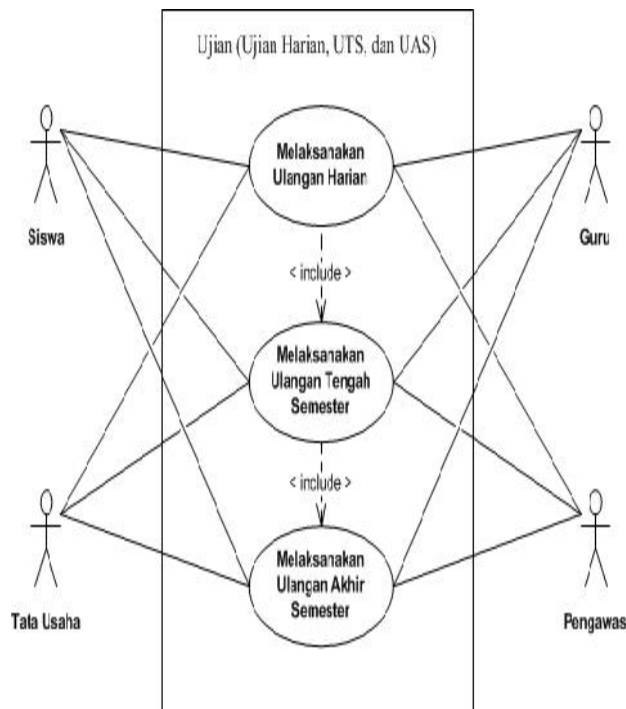 Ujian (Ujian Harian, UTS, dan UAS)
Melaksanakan
Ulangan Harian
Siswa
Guru
< include >
Melaksanakan
Ulangan Tengah
Semester
< include >
Melaksanakan
Ulangan Akhir
Semester
Tata Usaha
Pengawas